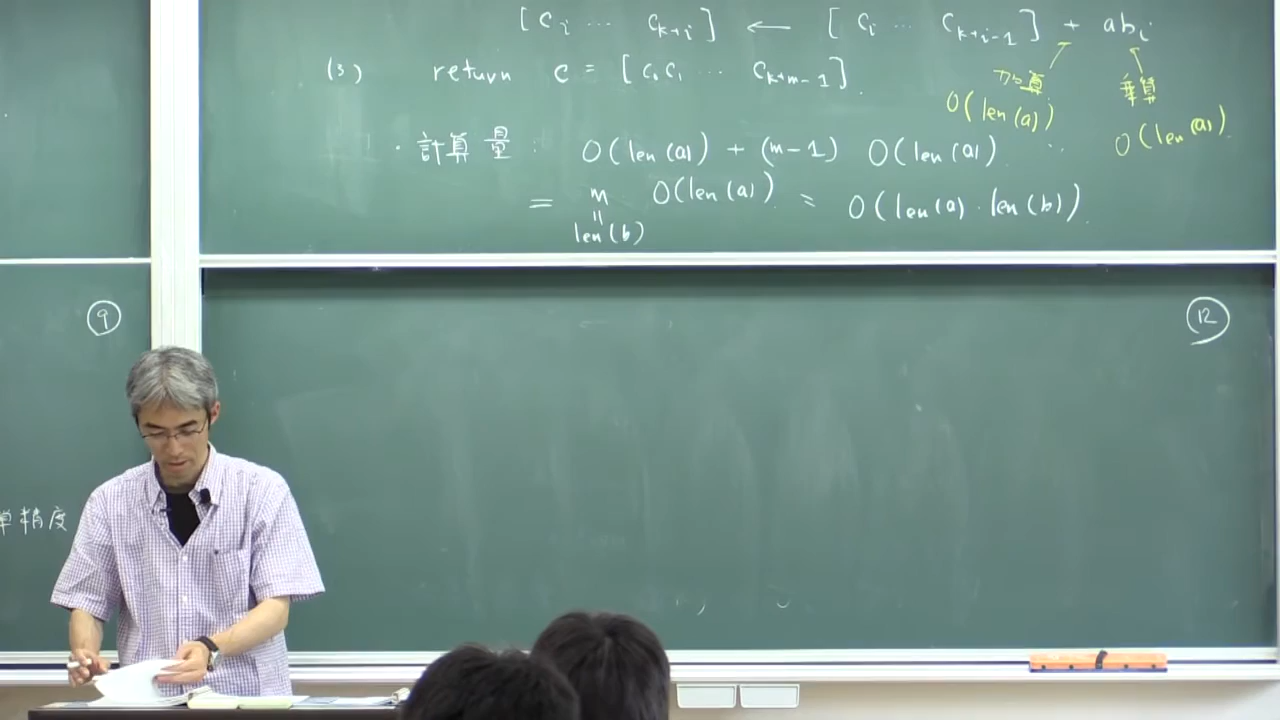 [ c_i ⋯ c_{k+i} ] ← [ c_i ⋯ c_{k+i-1} ] + ab_i
(3) return c = [ c_0 c_1 ⋯ c_{k+m-1} ].
加算 乗算
O(len(a)) O(len(a))
・計算量: O(len(a)) + (m-1) O(len(a)).
= m O(len(a)) = O(len(a)・len(b)).
=
len(b)
⑨
⑫
単精度